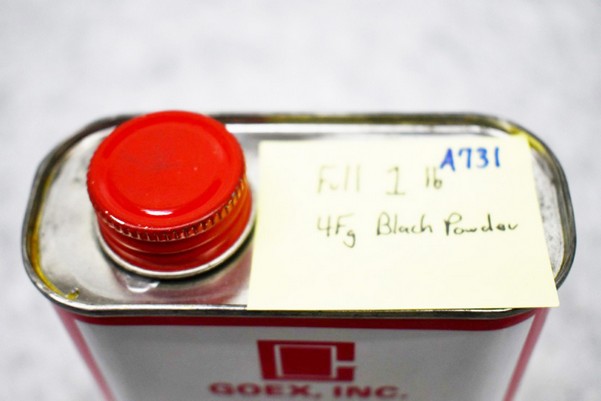 A731
Full 1 lb
4Fg Black Powder
GOEX, INC.